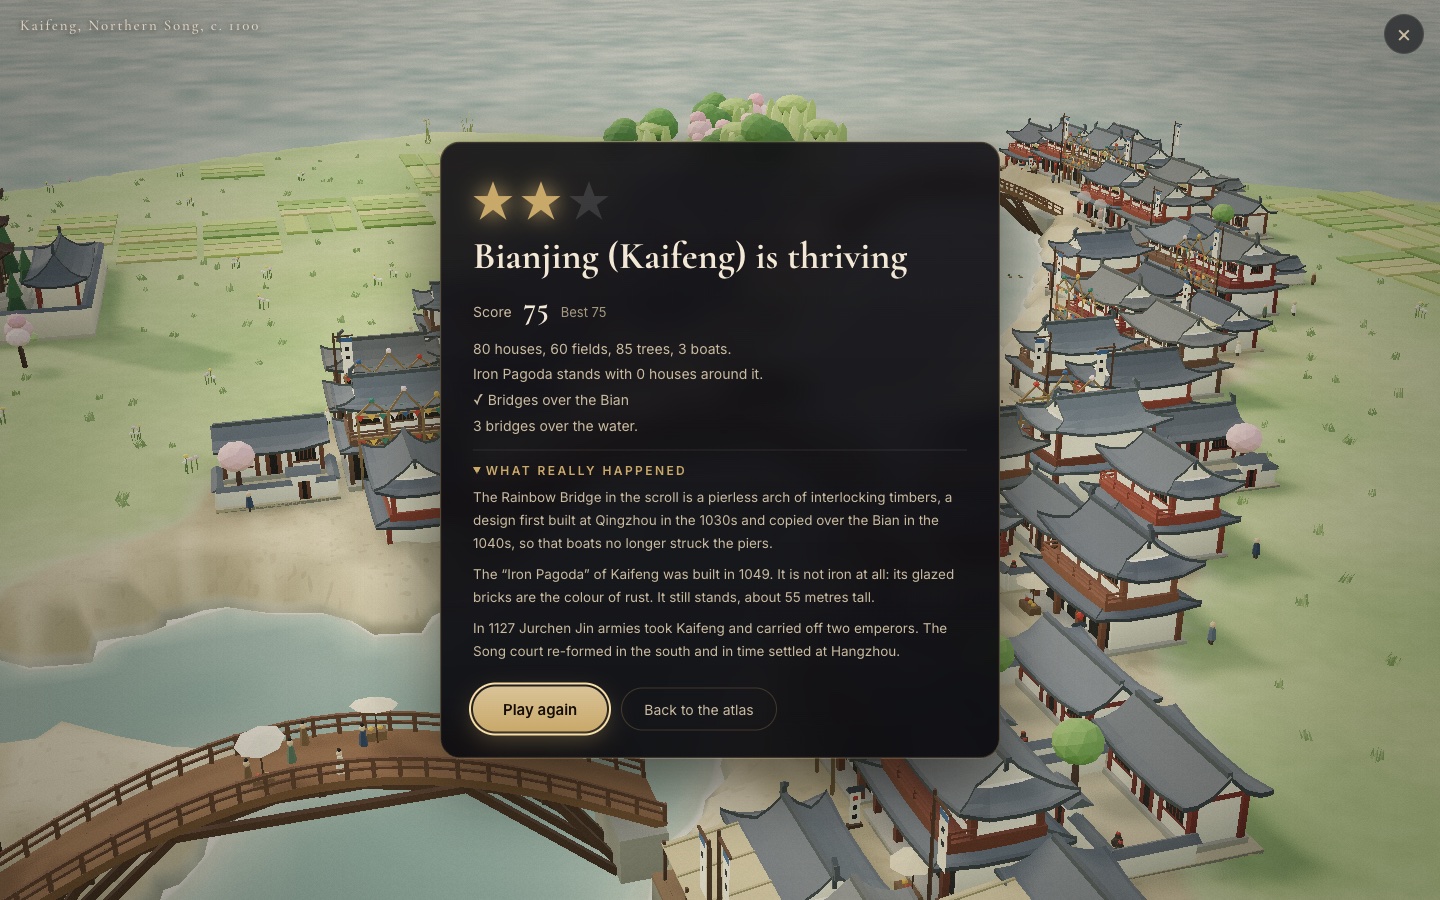 Kaifeng, Northern Song, c. 1100
Bianjing (Kaifeng) is thriving
Score 75 Best 75
80 houses, 60 fields, 85 trees, 3 boats.
Iron Pagoda stands with 0 houses around it.
✓ Bridges over the Bian
3 bridges over the water.
▾ WHAT REALLY HAPPENED
The Rainbow Bridge in the scroll is a pierless arch of interlocking timbers, a
design first built at Qingzhou in the 1030s and copied over the Bian in the
1040s, so that boats no longer struck the piers.
The “Iron Pagoda” of Kaifeng was built in 1049. It is not iron at all: its glazed
bricks are the colour of rust. It still stands, about 55 metres tall.
In 1127 Jurchen Jin armies took Kaifeng and carried off two emperors. The
Song court re-formed in the south and in time settled at Hangzhou.
Play again
Back to the atlas